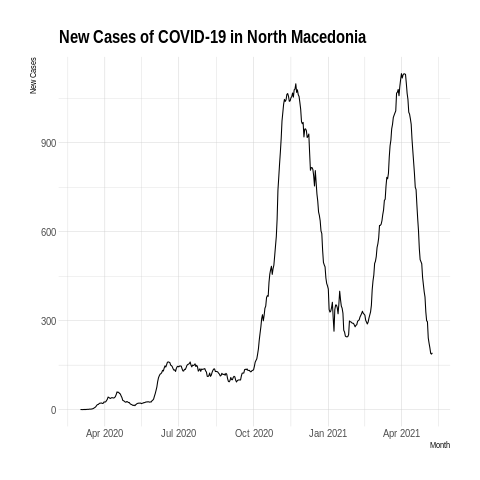 New Cases of COVID-19 in North Macedonia
New Cases
900
600
300
0
Apr 2020 Jul 2020 Oct 2020 Jan 2021 Apr 2021
Month